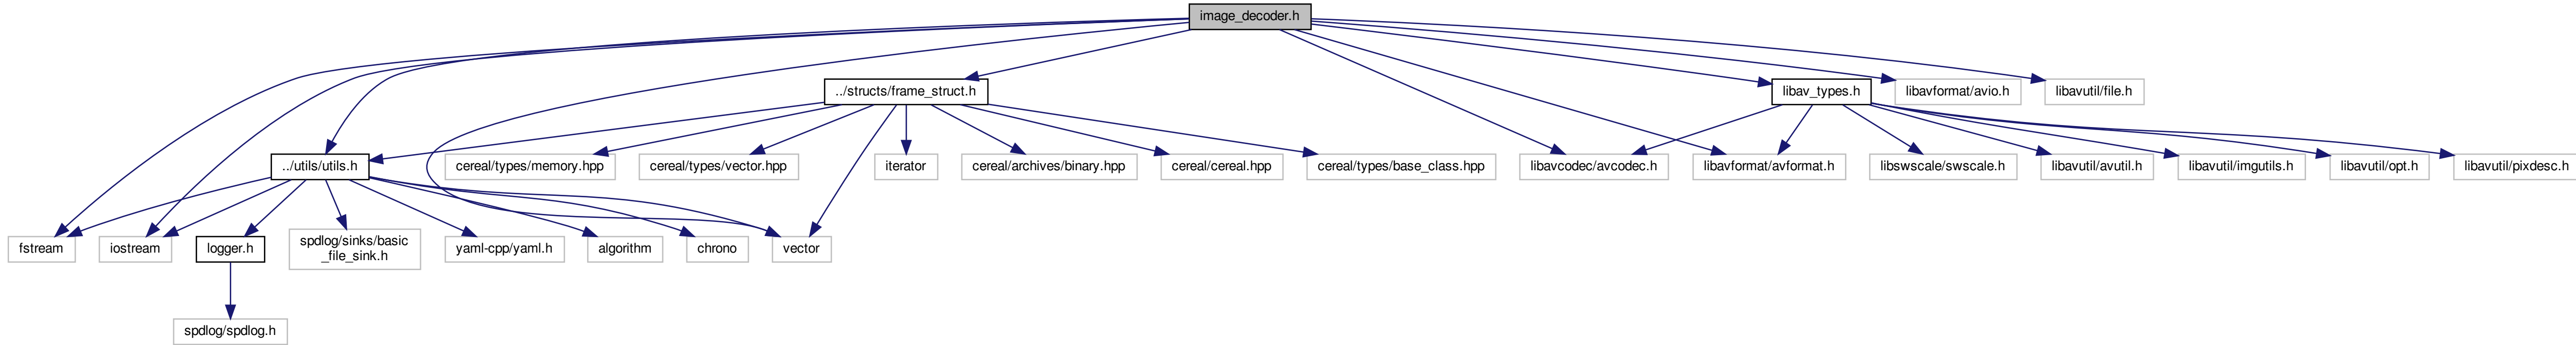 image_decoder.h
../structs/frame_struct.h
libav_types.h
libavformat/avio.h
libavutil/file.h
../utils/utils.h
cereal/types/memory.hpp
cereal/types/vector.hpp
iterator
cereal/archives/binary.hpp
cereal/cereal.hpp
cereal/types/base_class.hpp
libavcodec/avcodec.h
libavformat/avformat.h
libswscale/swscale.h
libavutil/avutil.h
libavutil/imgutils.h
libavutil/opt.h
libavutil/pixdesc.h
fstream
iostream
logger.h
spdlog/sinks/basic
_file_sink.h
yaml-cpp/yaml.h
algorithm
chrono
vector
spdlog/spdlog.h